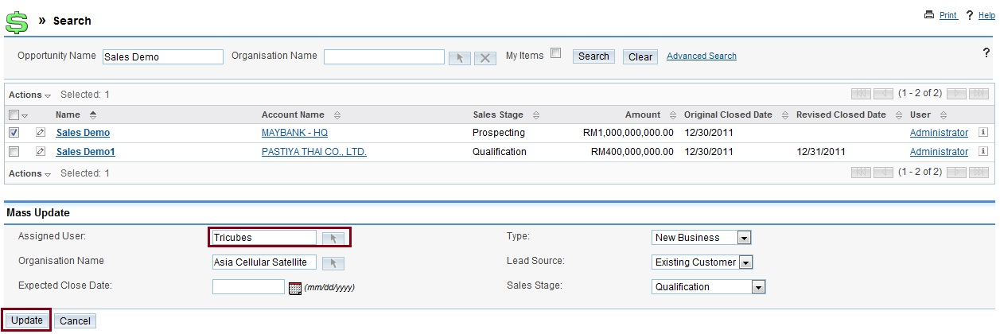 » Search
Print ? Help
Opportunity Name Sales Demo Organisation Name My Items Search Clear Advanced Search ?
Actions Selected: 1 (1 - 2 of 2)
Name Account Name Sales Stage Amount Original Closed Date Revised Closed Date User
Sales Demo MAYBANK - HQ Prospecting RM1,000,000,000.00 12/30/2011 Administrator i
Sales Demo1 PASTIYA THAI CO., LTD. Qualification RM400,000,000.00 12/30/2011 12/31/2011 Administrator i
Actions Selected: 1 (1 - 2 of 2)
Mass Update
Assigned User: Tricubes Type: New Business
Organisation Name Asia Cellular Satellite Lead Source: Existing Customer
Expected Close Date: (mm/dd/yyyy) Sales Stage: Qualification
Update Cancel